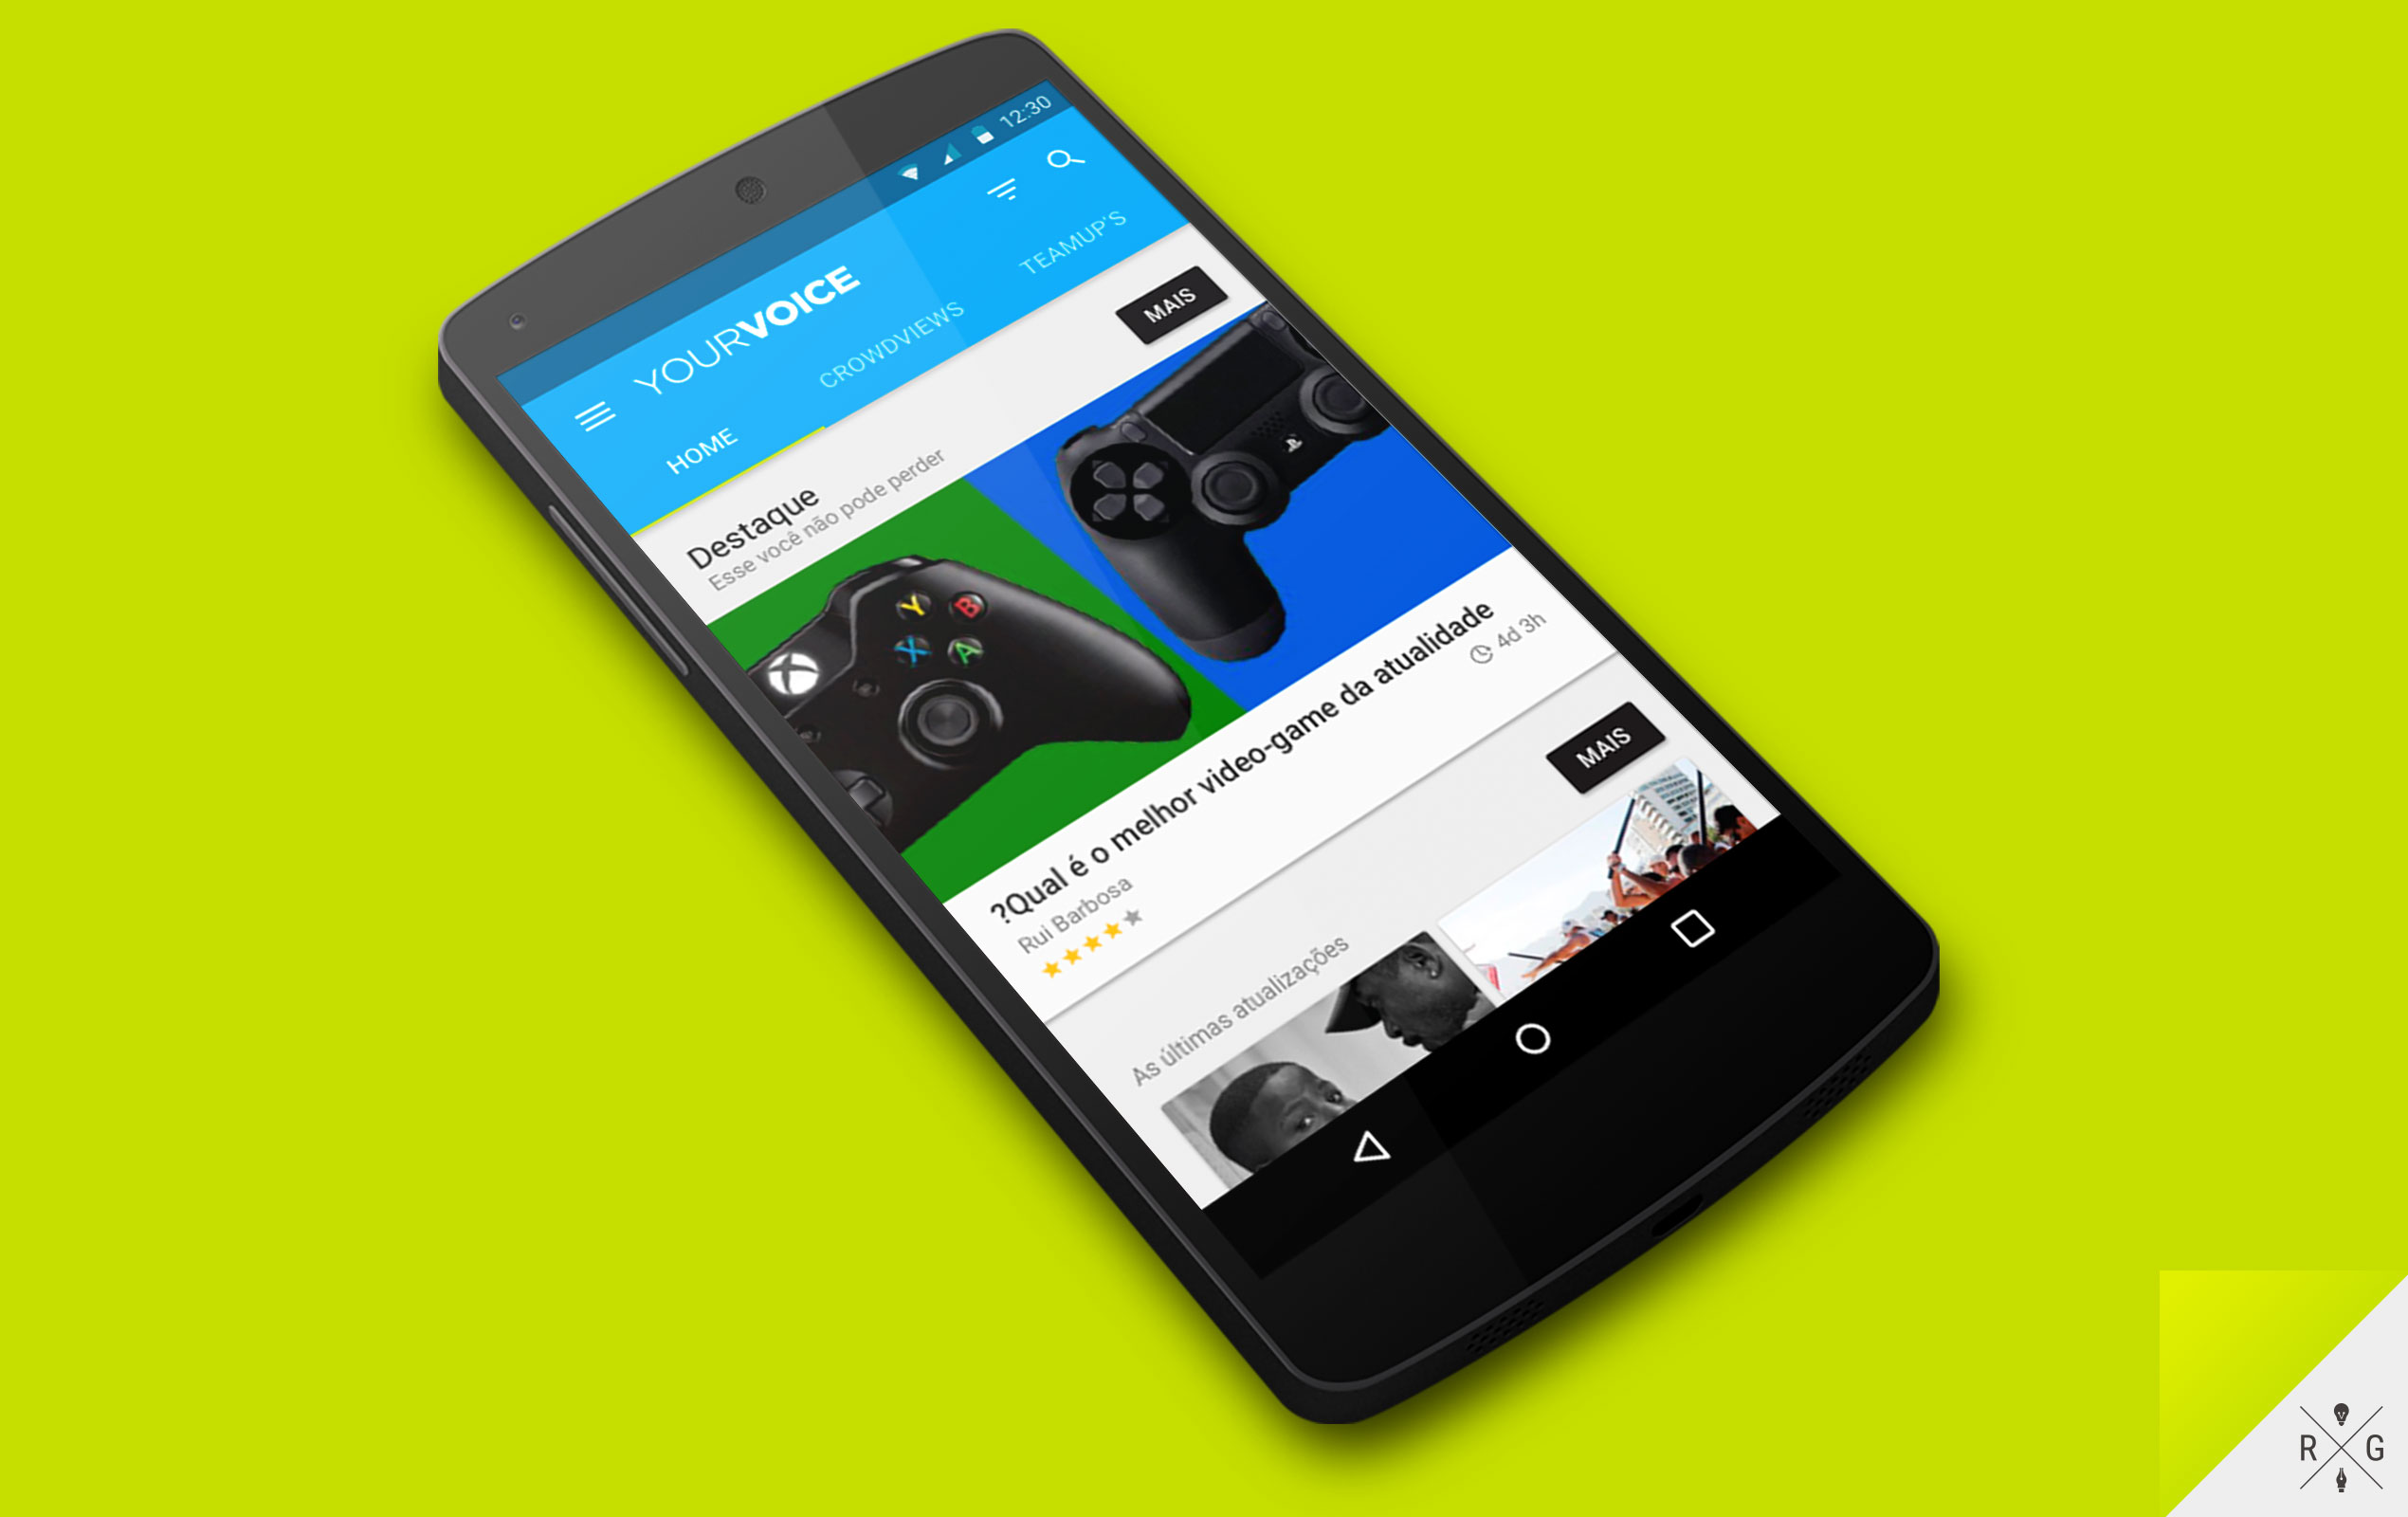 12:30
YOURVOICE
HOME
CROWDVIEWS
TEAMUP'S
Destaque
Esse você não pode perder
MAIS
Y
B
X
A
?Qual é o melhor video-game da atualidade
Rui Barbosa
4d 3h
As últimas atualizações
MAIS
R G